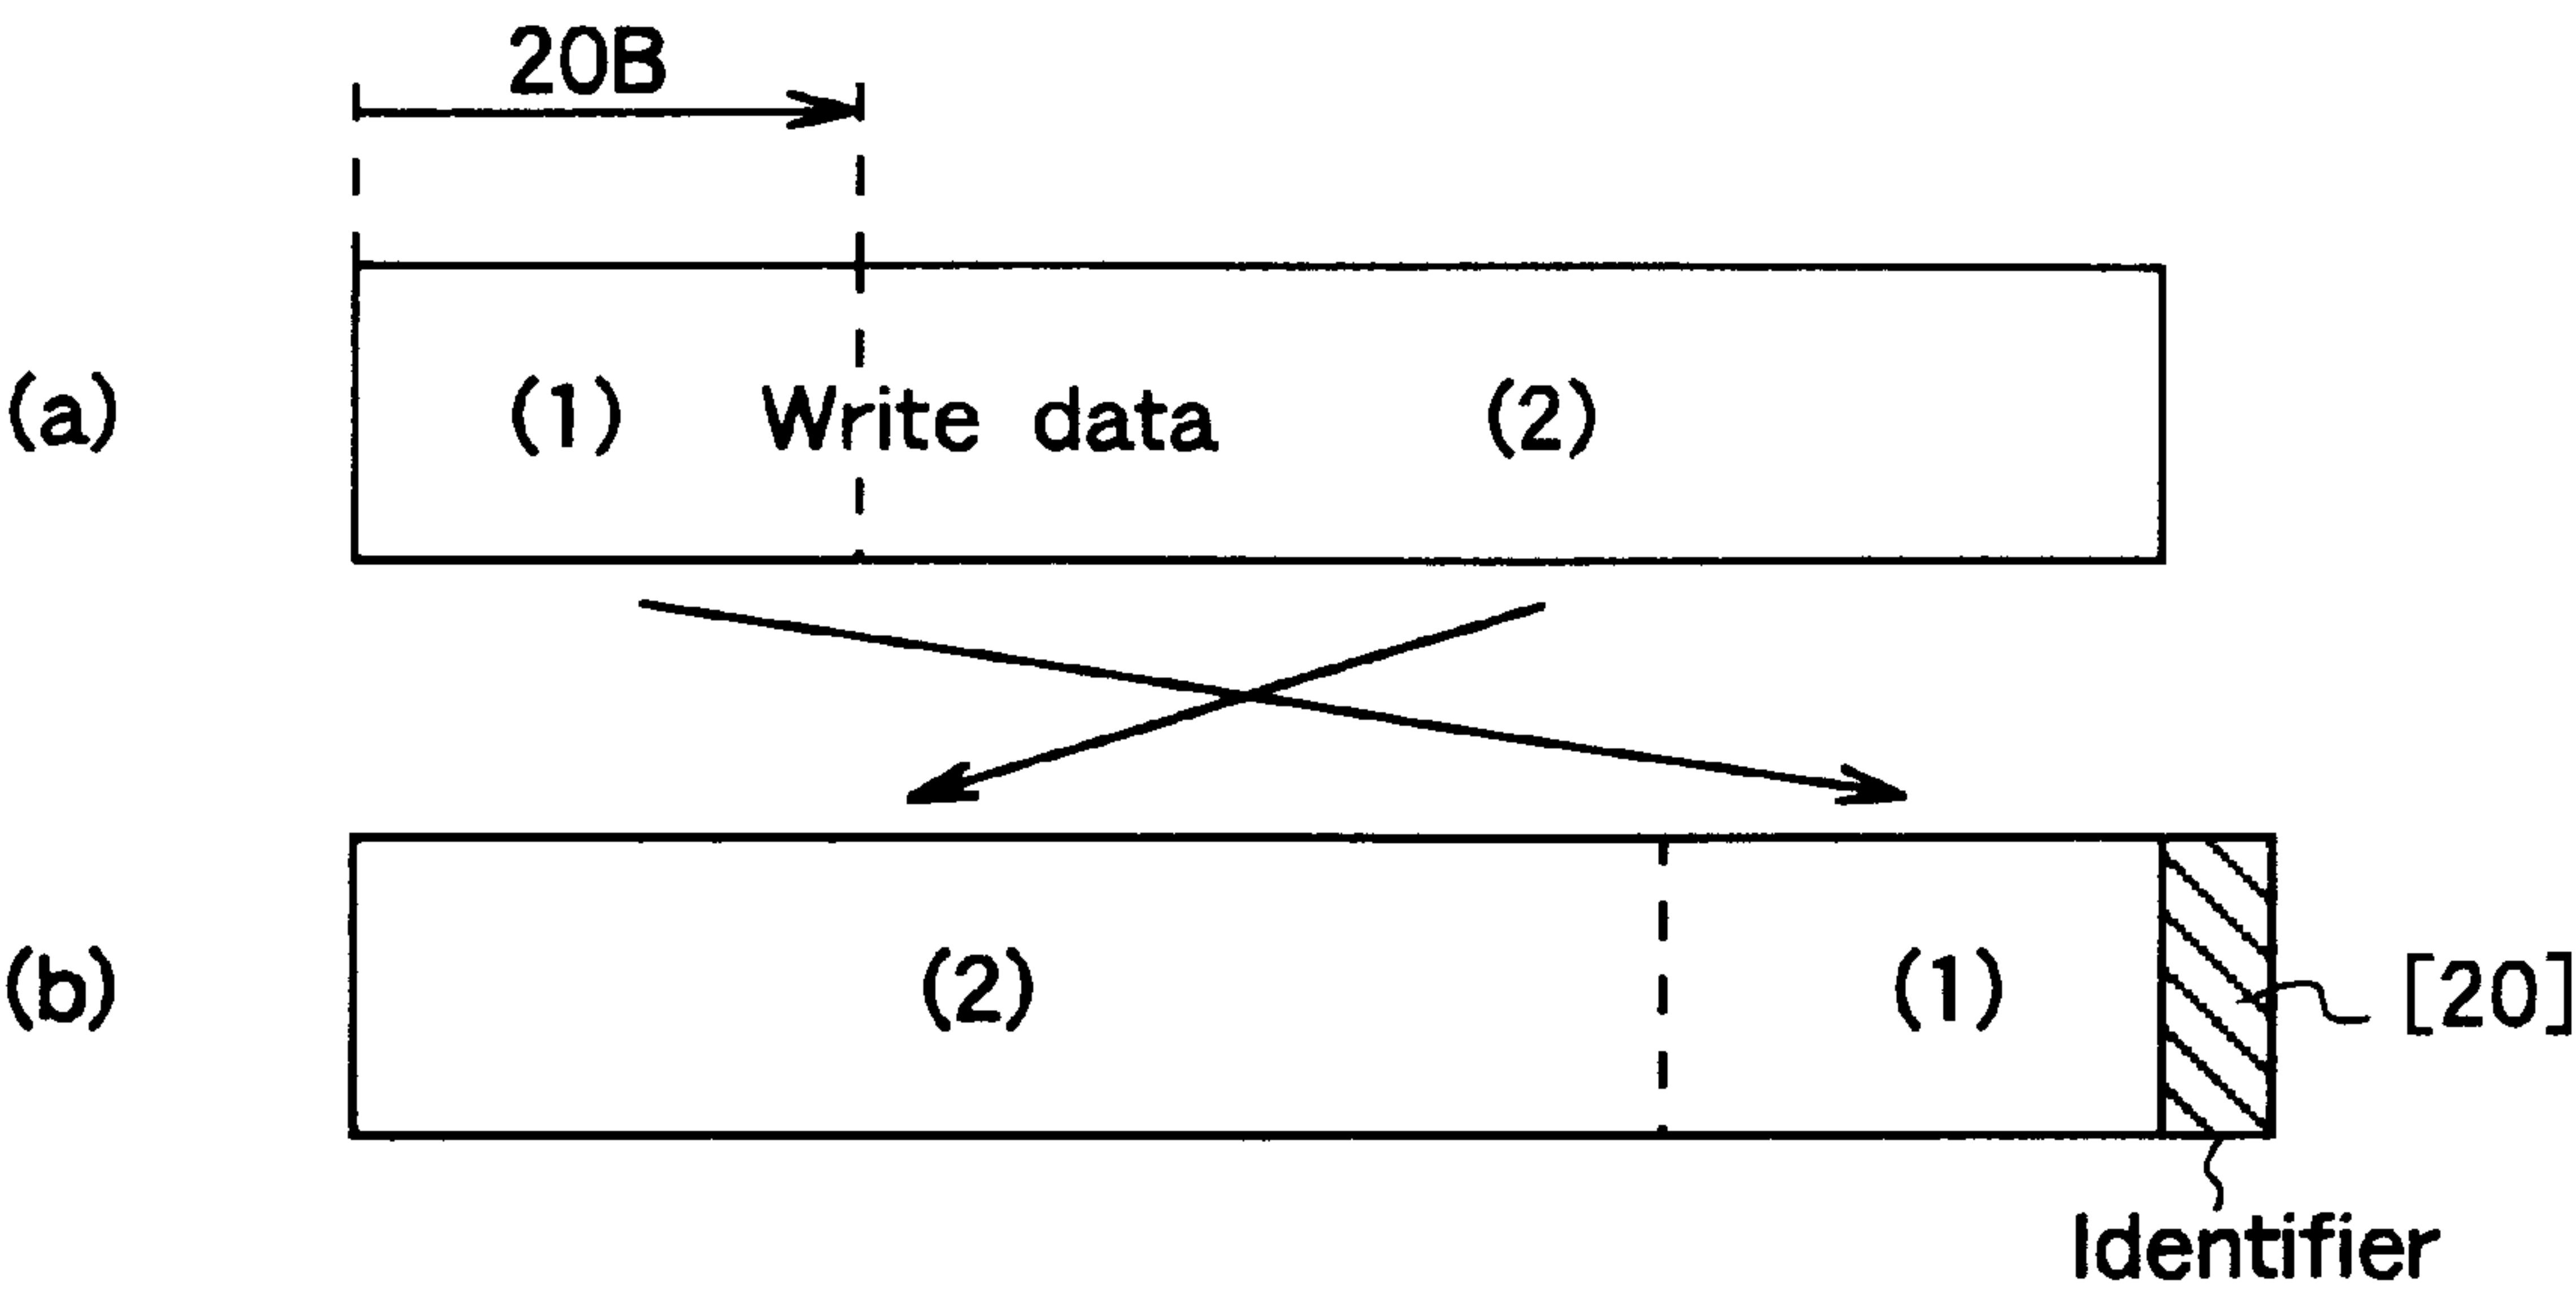 20B
(a) (1) Write data (2)
(b) (2) (1) [20]
Identifier